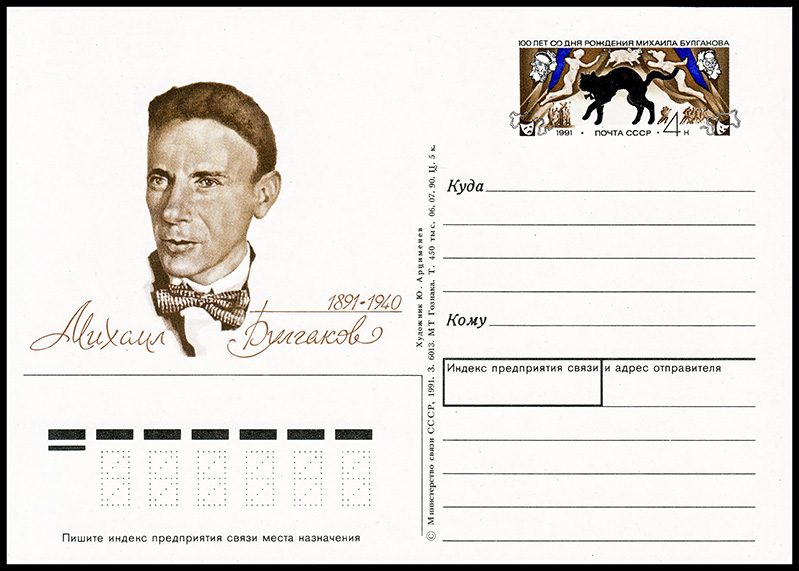 100 ЛЕТ СО ДНЯ РОЖДЕНИЯ МИХАИЛА БУЛГАКОВА
1991 · ПОЧТА СССР · 4 к
1891-1940
Михаил Булгаков
Куда
Кому
Индекс предприятия связи и адрес отправителя
Пишите индекс предприятия связи места назначения
© Министерство связи СССР, 1991. З. 6013. МТ Гознака. Т. 450 тыс. 06. 07. 90. Ц. 5 к.
Художник Ю. Арцименев